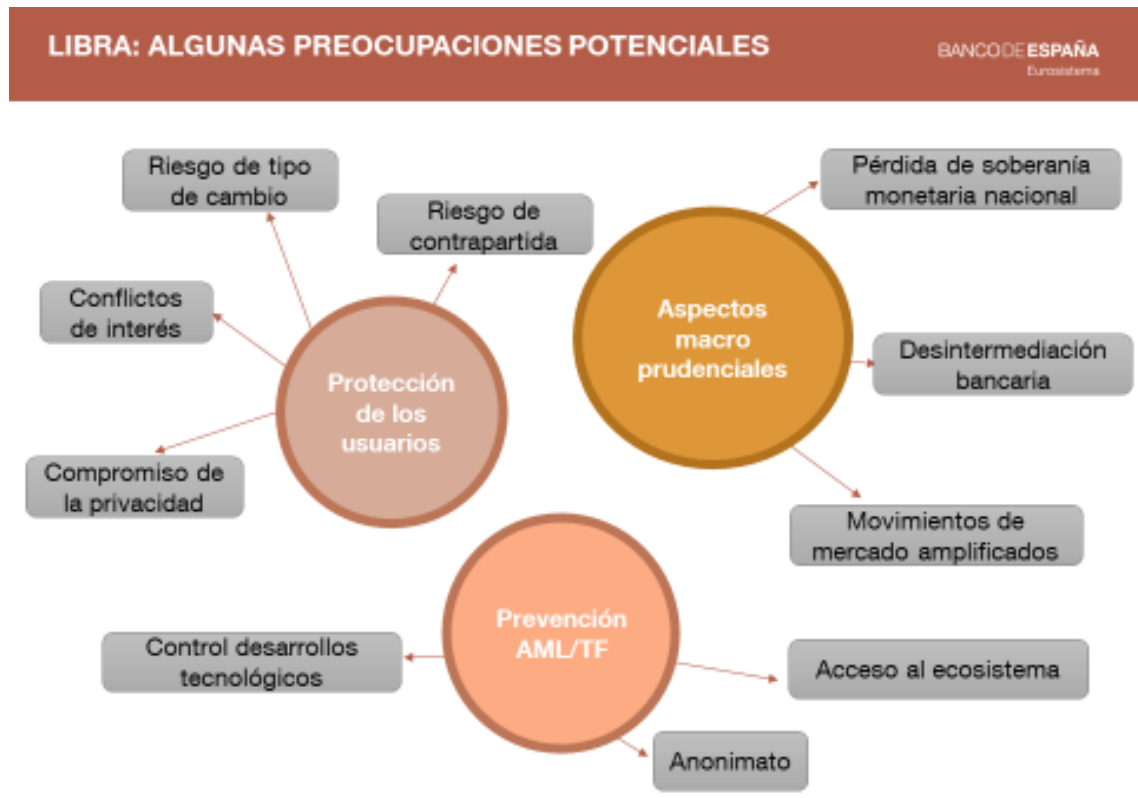 LIBRA: ALGUNAS PREOCUPACIONES POTENCIALES
BANCODEESPAÑA
Eurosistema
Riesgo de tipo
de cambio
Riesgo de
contrapartida
Conflictos
de interés
Protección
de los
usuarios
Compromiso de
la privacidad
Pérdida de soberanía
monetaria nacional
Aspectos
macro
prudenciales
Desintermediación
bancaria
Movimientos de
mercado amplificados
Prevención
AML/TF
Control desarrollos
tecnológicos
Acceso al ecosistema
Anonimato